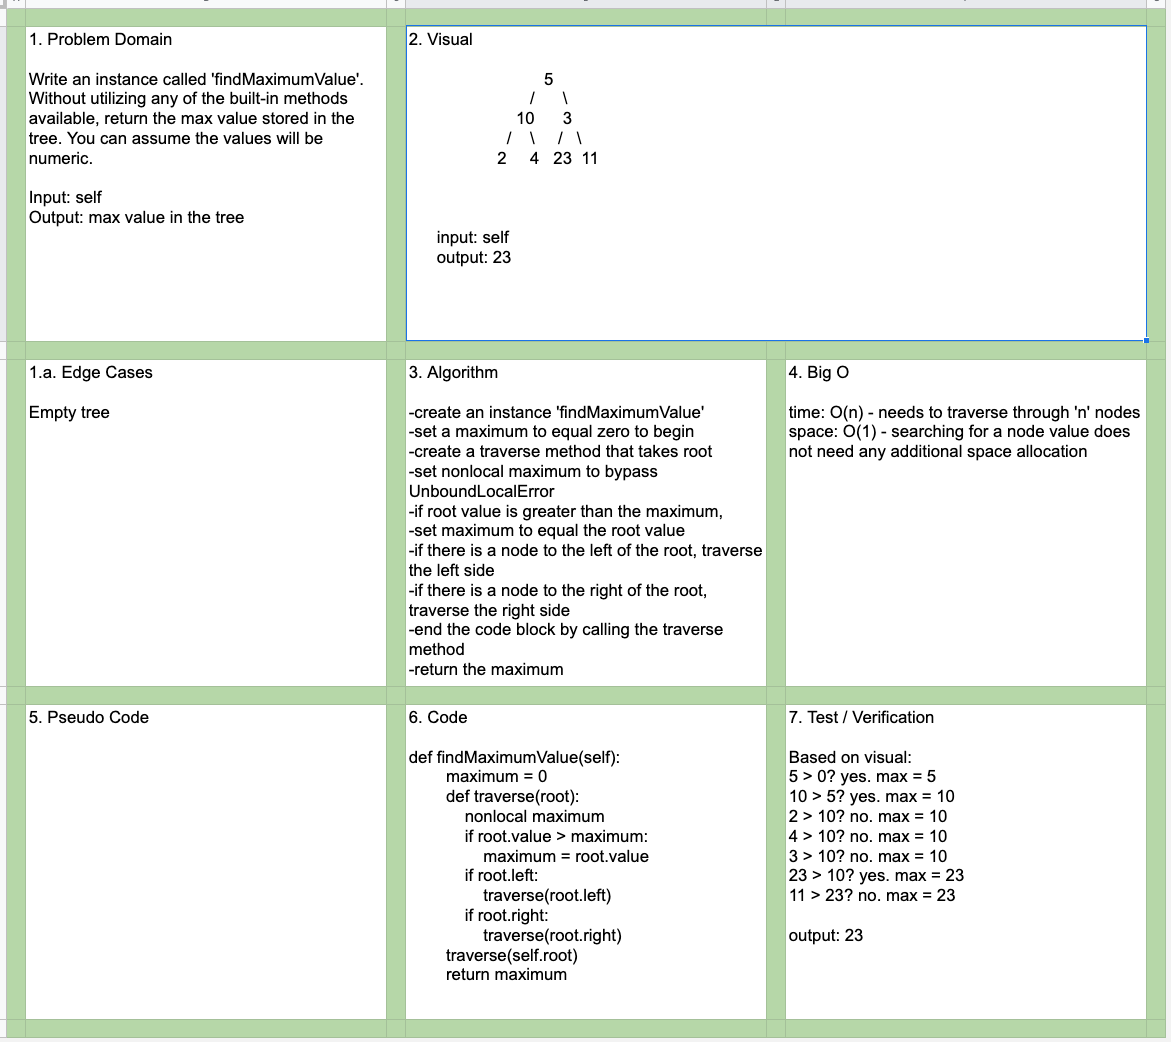 1. Problem Domain
Write an instance called 'findMaximumValue'.
Without utilizing any of the built-in methods
available, return the max value stored in the
tree. You can assume the values will be
numeric.
Input: self
Output: max value in the tree
2. Visual
5
/ \
10 3
/ \ / \
2 4 23 11
input: self
output: 23
1.a. Edge Cases
Empty tree
3. Algorithm
-create an instance 'findMaximumValue'
-set a maximum to equal zero to begin
-create a traverse method that takes root
-set nonlocal maximum to bypass
UnboundLocalError
-if root value is greater than the maximum,
-set maximum to equal the root value
-if there is a node to the left of the root, traverse
the left side
-if there is a node to the right of the root,
traverse the right side
-end the code block by calling the traverse
method
-return the maximum
4. Big O
time: O(n) - needs to traverse through 'n' nodes
space: O(1) - searching for a node value does
not need any additional space allocation
5. Pseudo Code
6. Code
def findMaximumValue(self):
maximum = 0
def traverse(root):
nonlocal maximum
if root.value > maximum:
maximum = root.value
if root.left:
traverse(root.left)
if root.right:
traverse(root.right)
traverse(self.root)
return maximum
7. Test / Verification
Based on visual:
5 > 0? yes. max = 5
10 > 5? yes. max = 10
2 > 10? no. max = 10
4 > 10? no. max = 10
3 > 10? no. max = 10
23 > 10? yes. max = 23
11 > 23? no. max = 23
output: 23